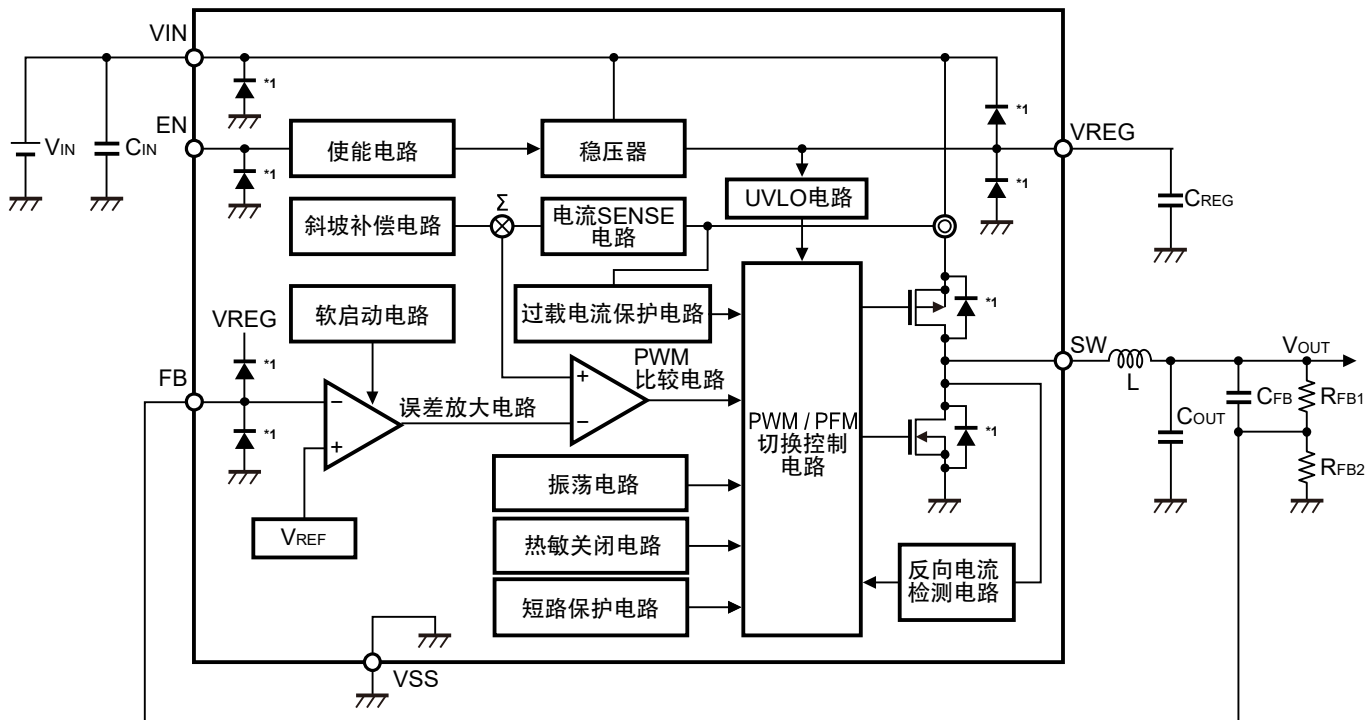 VIN
*1
EN
VIN
CIN
使能电路
稳压器
*1
VREG
*1
*1
UVLO电路
CREG
Σ
斜坡补偿电路
电流SENSE
电路
软启动电路
过载电流保护电路
*1
VREG
*1
FB
PWM
比较电路
SW
L
VOUT
误差放大电路
PWM / PFM
切换控制
电路
*1
*1
COUT
CFB
RFB1
RFB2
振荡电路
VREF
热敏关闭电路
反向电流
检测电路
短路保护电路
VSS